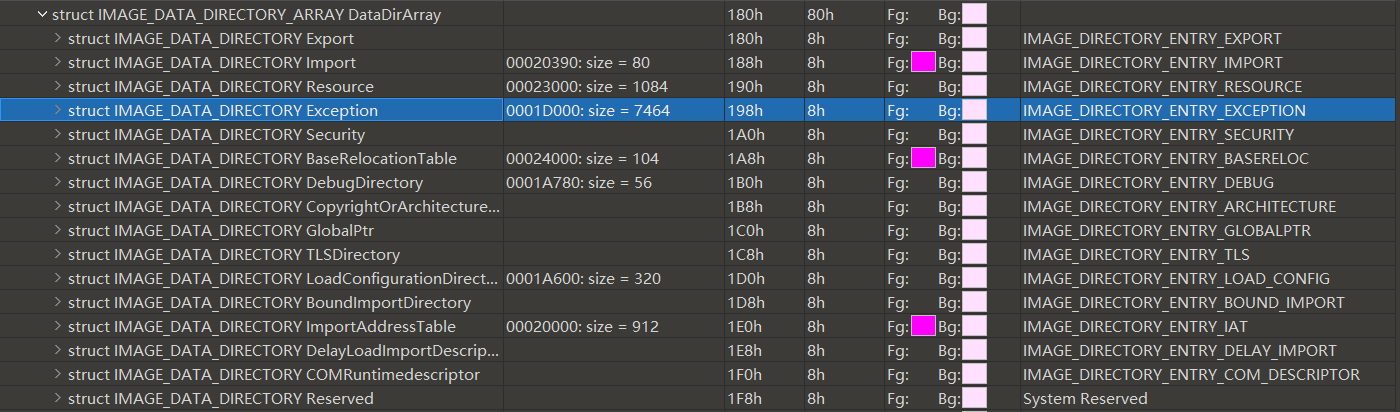 struct IMAGE_DATA_DIRECTORY_ARRAY DataDirArray 180h 80h Fg: Bg:
struct IMAGE_DATA_DIRECTORY Export 180h 8h Fg: Bg: IMAGE_DIRECTORY_ENTRY_EXPORT
struct IMAGE_DATA_DIRECTORY Import 00020390: size = 80 188h 8h Fg: Bg: IMAGE_DIRECTORY_ENTRY_IMPORT
struct IMAGE_DATA_DIRECTORY Resource 00023000: size = 1084 190h 8h Fg: Bg: IMAGE_DIRECTORY_ENTRY_RESOURCE
struct IMAGE_DATA_DIRECTORY Exception 0001D000: size = 7464 198h 8h Fg: Bg: IMAGE_DIRECTORY_ENTRY_EXCEPTION
struct IMAGE_DATA_DIRECTORY Security 1A0h 8h Fg: Bg: IMAGE_DIRECTORY_ENTRY_SECURITY
struct IMAGE_DATA_DIRECTORY BaseRelocationTable 00024000: size = 104 1A8h 8h Fg: Bg: IMAGE_DIRECTORY_ENTRY_BASERELOC
struct IMAGE_DATA_DIRECTORY DebugDirectory 0001A780: size = 56 1B0h 8h Fg: Bg: IMAGE_DIRECTORY_ENTRY_DEBUG
struct IMAGE_DATA_DIRECTORY CopyrightOrArchitecture... 1B8h 8h Fg: Bg: IMAGE_DIRECTORY_ENTRY_ARCHITECTURE
struct IMAGE_DATA_DIRECTORY GlobalPtr 1C0h 8h Fg: Bg: IMAGE_DIRECTORY_ENTRY_GLOBALPTR
struct IMAGE_DATA_DIRECTORY TLSDirectory 1C8h 8h Fg: Bg: IMAGE_DIRECTORY_ENTRY_TLS
struct IMAGE_DATA_DIRECTORY LoadConfigurationDirect... 0001A600: size = 320 1D0h 8h Fg: Bg: IMAGE_DIRECTORY_ENTRY_LOAD_CONFIG
struct IMAGE_DATA_DIRECTORY BoundImportDirectory 1D8h 8h Fg: Bg: IMAGE_DIRECTORY_ENTRY_BOUND_IMPORT
struct IMAGE_DATA_DIRECTORY ImportAddressTable 00020000: size = 912 1E0h 8h Fg: Bg: IMAGE_DIRECTORY_ENTRY_IAT
struct IMAGE_DATA_DIRECTORY DelayLoadImportDescrip... 1E8h 8h Fg: Bg: IMAGE_DIRECTORY_ENTRY_DELAY_IMPORT
struct IMAGE_DATA_DIRECTORY COMRuntimedescriptor 1F0h 8h Fg: Bg: IMAGE_DIRECTORY_ENTRY_COM_DESCRIPTOR
struct IMAGE_DATA_DIRECTORY Reserved 1F8h 8h Fg: Bg: System Reserved